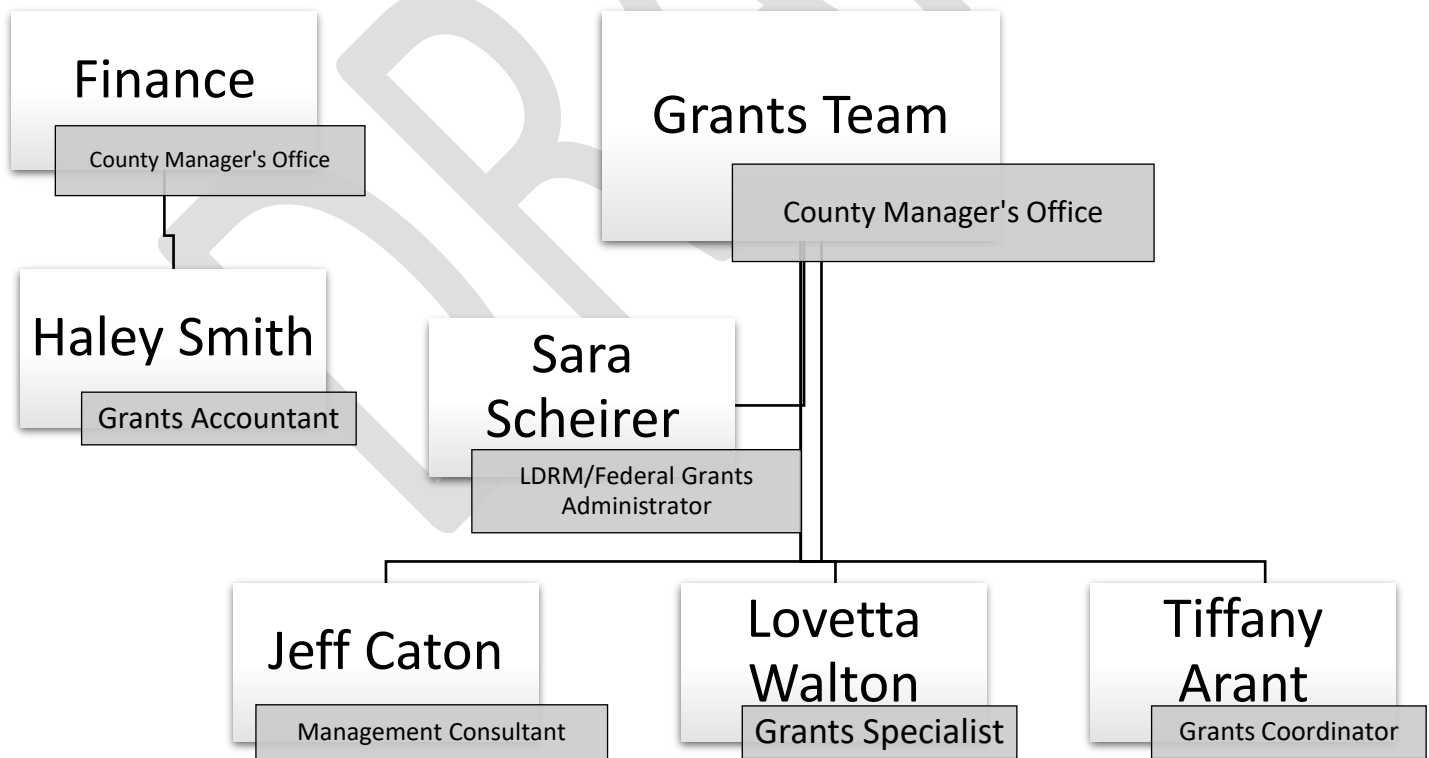 Finance
County Manager's Office
Grants Team
County Manager's Office
Haley Smith
Grants Accountant
Sara
Scheirer
LDRM/Federal Grants
Administrator
Jeff Caton
Management Consultant
Lovetta
Walton
Grants Specialist
Tiffany
Arant
Grants Coordinator